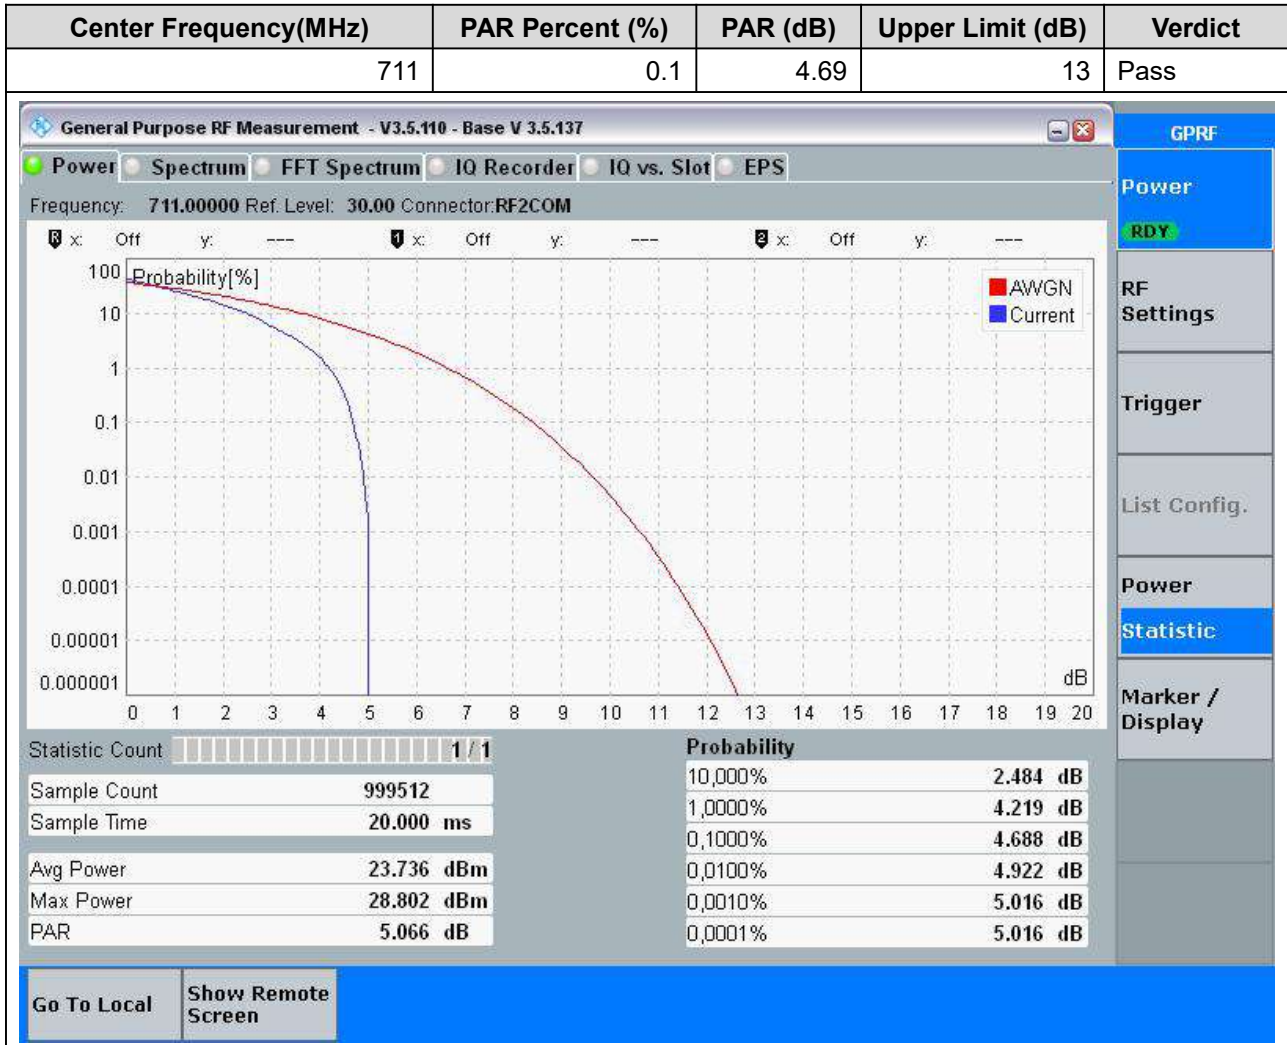 Center Frequency(MHz) PAR Percent (%) PAR (dB) Upper Limit (dB) Verdict
711 0.1 4.69 13 Pass
General Purpose RF Measurement - V3.5.110 - Base V 3.5.137
GPRF
Power Spectrum FFT Spectrum IQ Recorder IQ vs. Slot EPS
Frequency: 711.00000 Ref. Level: 30.00 Connector:RF2COM
R x: Off y: --- 1 x: Off y: --- 2 x: Off y: ---
Probability[%]
AWGN
Current
100
10
1
0.1
0.01
0.001
0.0001
0.00001
0.000001
dB
0 1 2 3 4 5 6 7 8 9 10 11 12 13 14 15 16 17 18 19 20
Statistic Count 1 / 1
Sample Count 999512
Sample Time 20.000 ms
Avg Power 23.736 dBm
Max Power 28.802 dBm
PAR 5.066 dB
Probability
10,000% 2.484 dB
1,0000% 4.219 dB
0,1000% 4.688 dB
0,0100% 4.922 dB
0,0010% 5.016 dB
0,0001% 5.016 dB
Power
RDY
RF
Settings
Trigger
List Config.
Power
Statistic
Marker /
Display
Go To Local
Show Remote
Screen